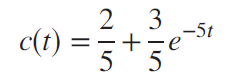 c(t) = 2/5 + 3/5 e^{-5t}